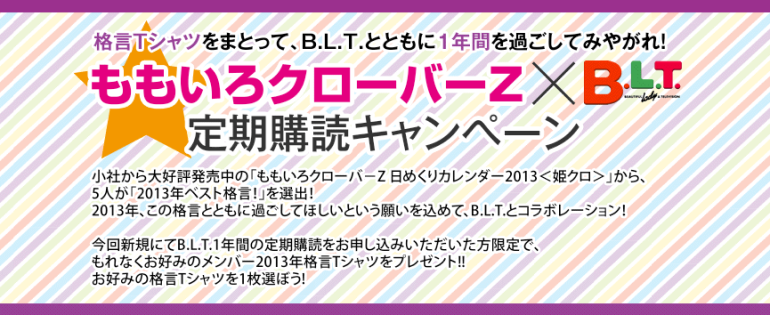 格言Tシャツをまとって、B.L.T.とともに1年間を過ごしてみやがれ!
ももいろクローバーZ×B.L.T.
BEAUTIFUL Lady & TELEVISION
定期購読キャンペーン
小社から大好評発売中の「ももいろクローバーZ 日めくりカレンダー2013<姫クロ>」から、
5人が「2013年ベスト格言!」を選出!
2013年、この格言とともに過ごしてほしいという願いを込めて、B.L.T.とコラボレーション!
今回新規にてB.L.T.1年間の定期購読をお申し込みいただいた方限定で、
もれなくお好みのメンバー2013年格言Tシャツをプレゼント!!
お好みの格言Tシャツを1枚選ぼう!